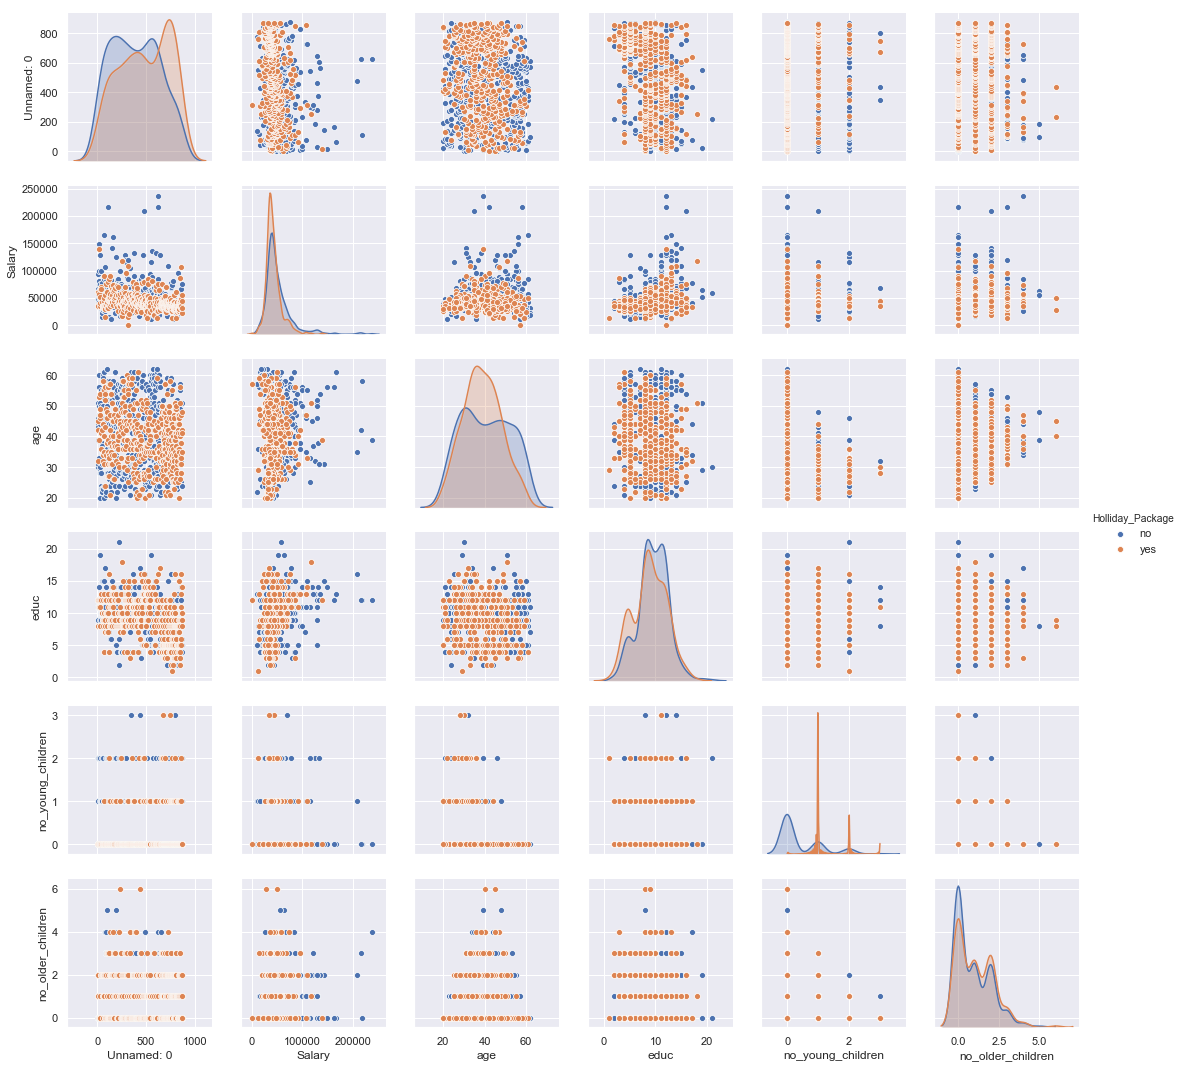 800
600
400
200
0
Unnamed: 0
250000
200000
150000
100000
50000
0
Salary
60
50
40
30
20
age
Holliday_Package
no
yes
20
15
10
5
0
educ
3
2
1
0
no_young_children
6
4
2
0
no_older_children
0 500 1000
0 100000 200000
20 40 60
0 10 20
0 2
0.0 2.5 5.0
Unnamed: 0
Salary
age
educ
no_young_children
no_older_children